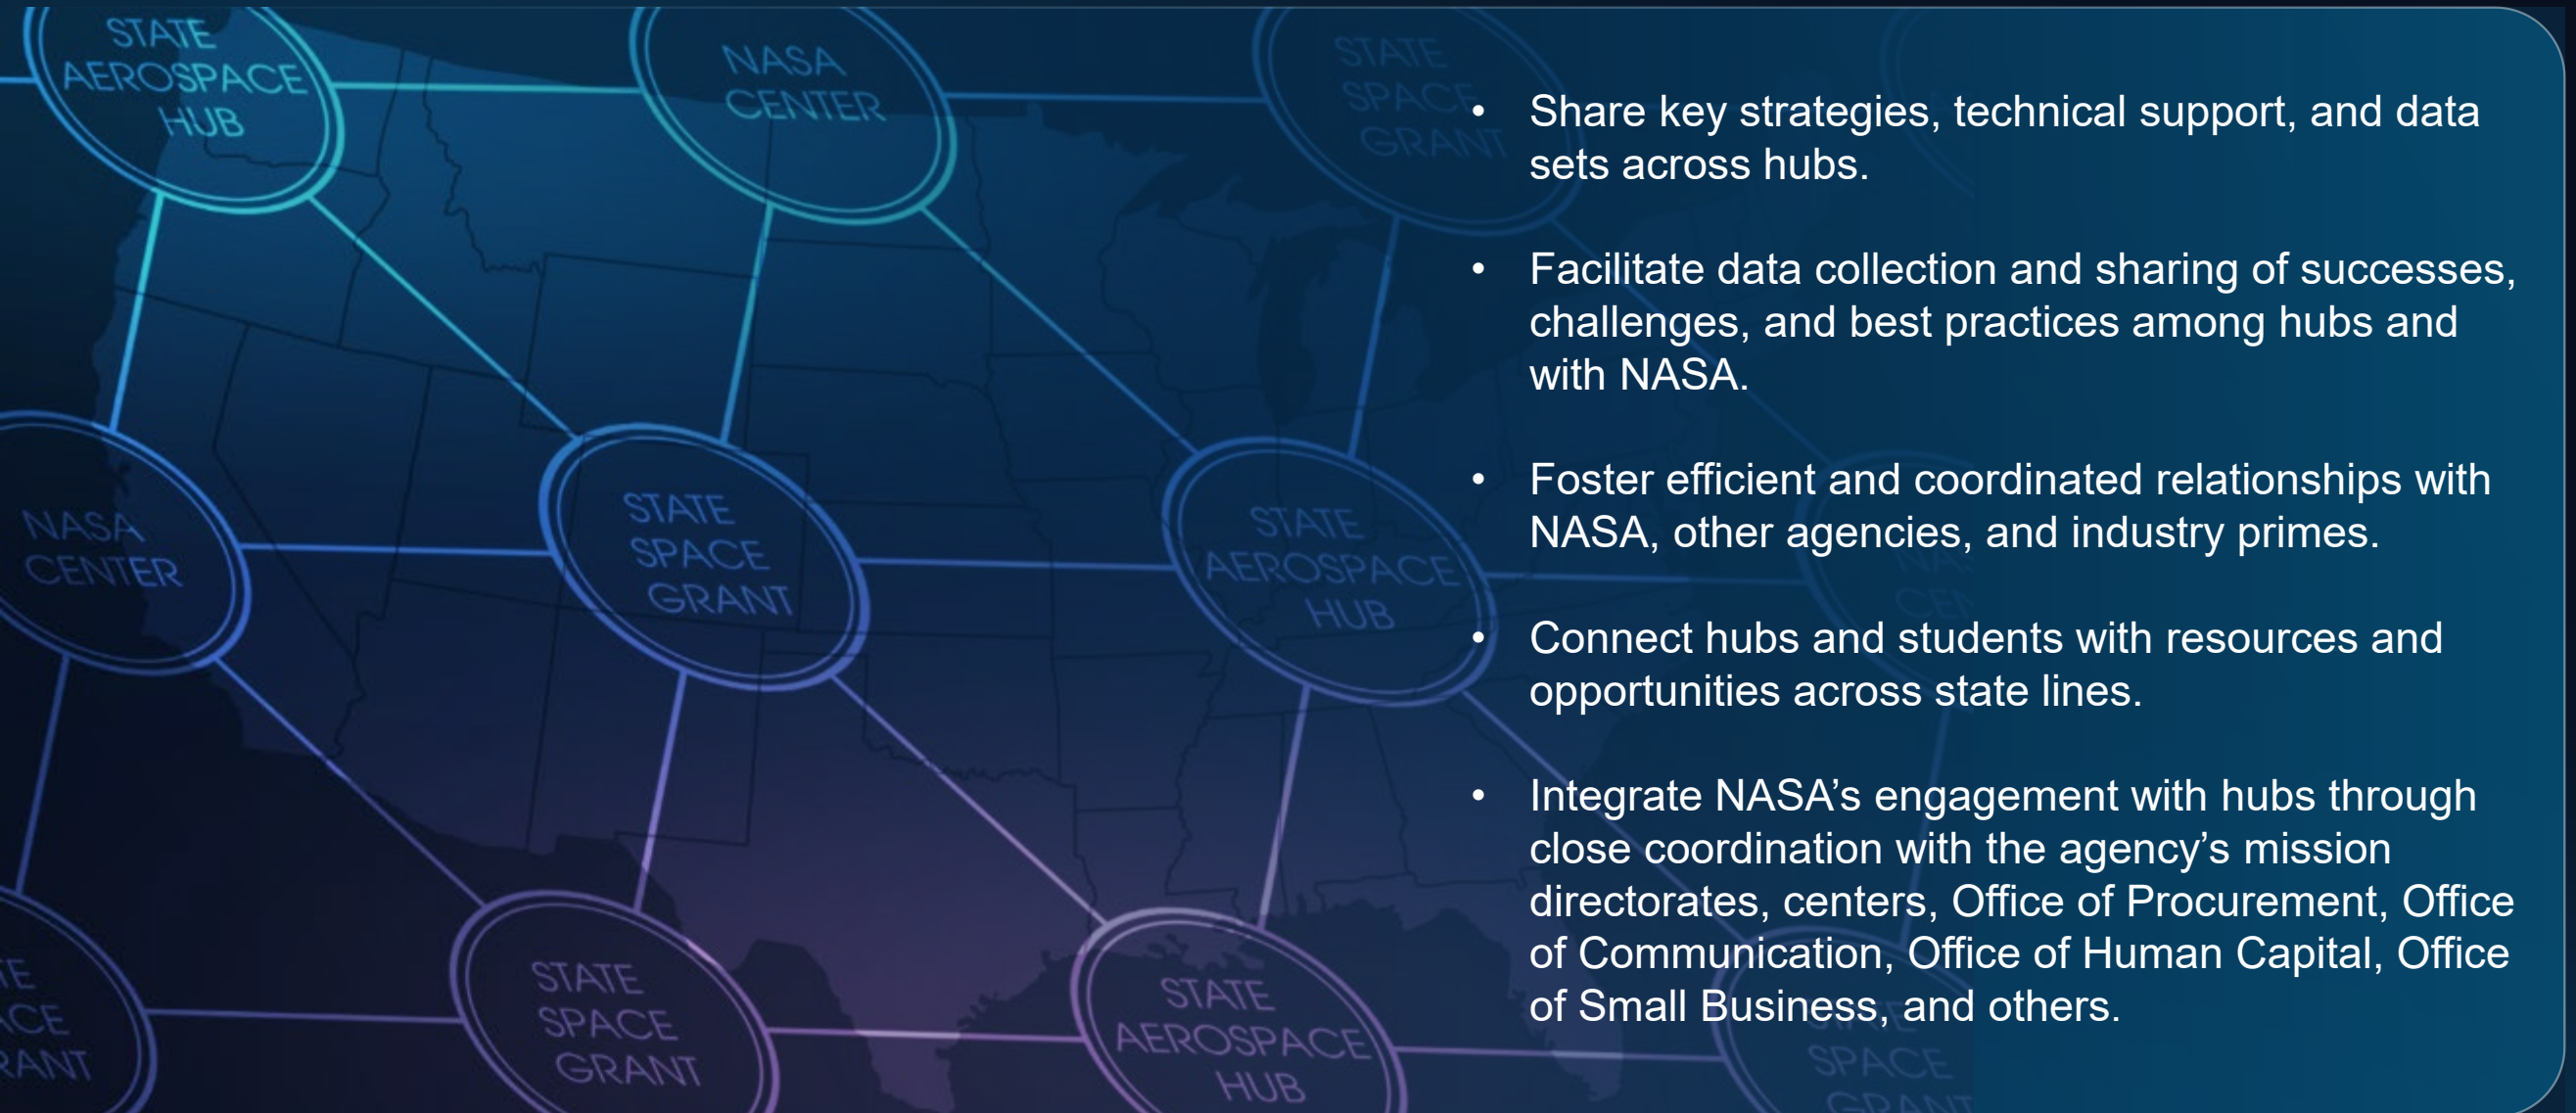 STATE
AEROSPACE
HUB
NASA
CENTER
STATE
SPACE
GRANT
• Share key strategies, technical support, and data
sets across hubs.
• Facilitate data collection and sharing of successes,
challenges, and best practices among hubs and
with NASA.
• Foster efficient and coordinated relationships with
NASA, other agencies, and industry primes.
• Connect hubs and students with resources and
opportunities across state lines.
• Integrate NASA’s engagement with hubs through
close coordination with the agency’s mission
directorates, centers, Office of Procurement, Office
of Communication, Office of Human Capital, Office
of Small Business, and others.
NASA
CENTER
STATE
SPACE
GRANT
STATE
AEROSPACE
HUB
STATE
SPACE
GRANT
STATE
AEROSPACE
HUB
STATE
SPACE
GRANT